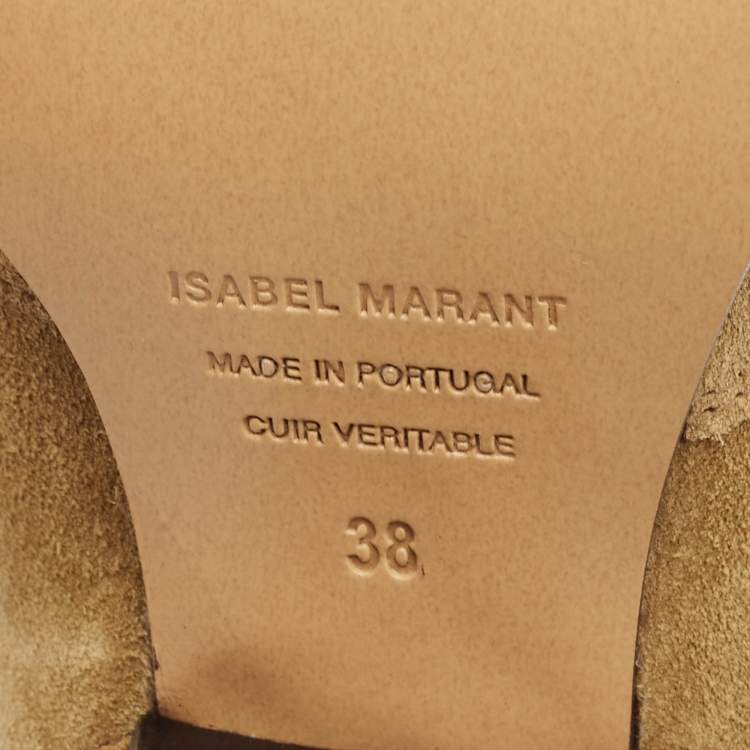 ISABEL MARANT
MADE IN PORTUGAL
CUIR VERITABLE
38